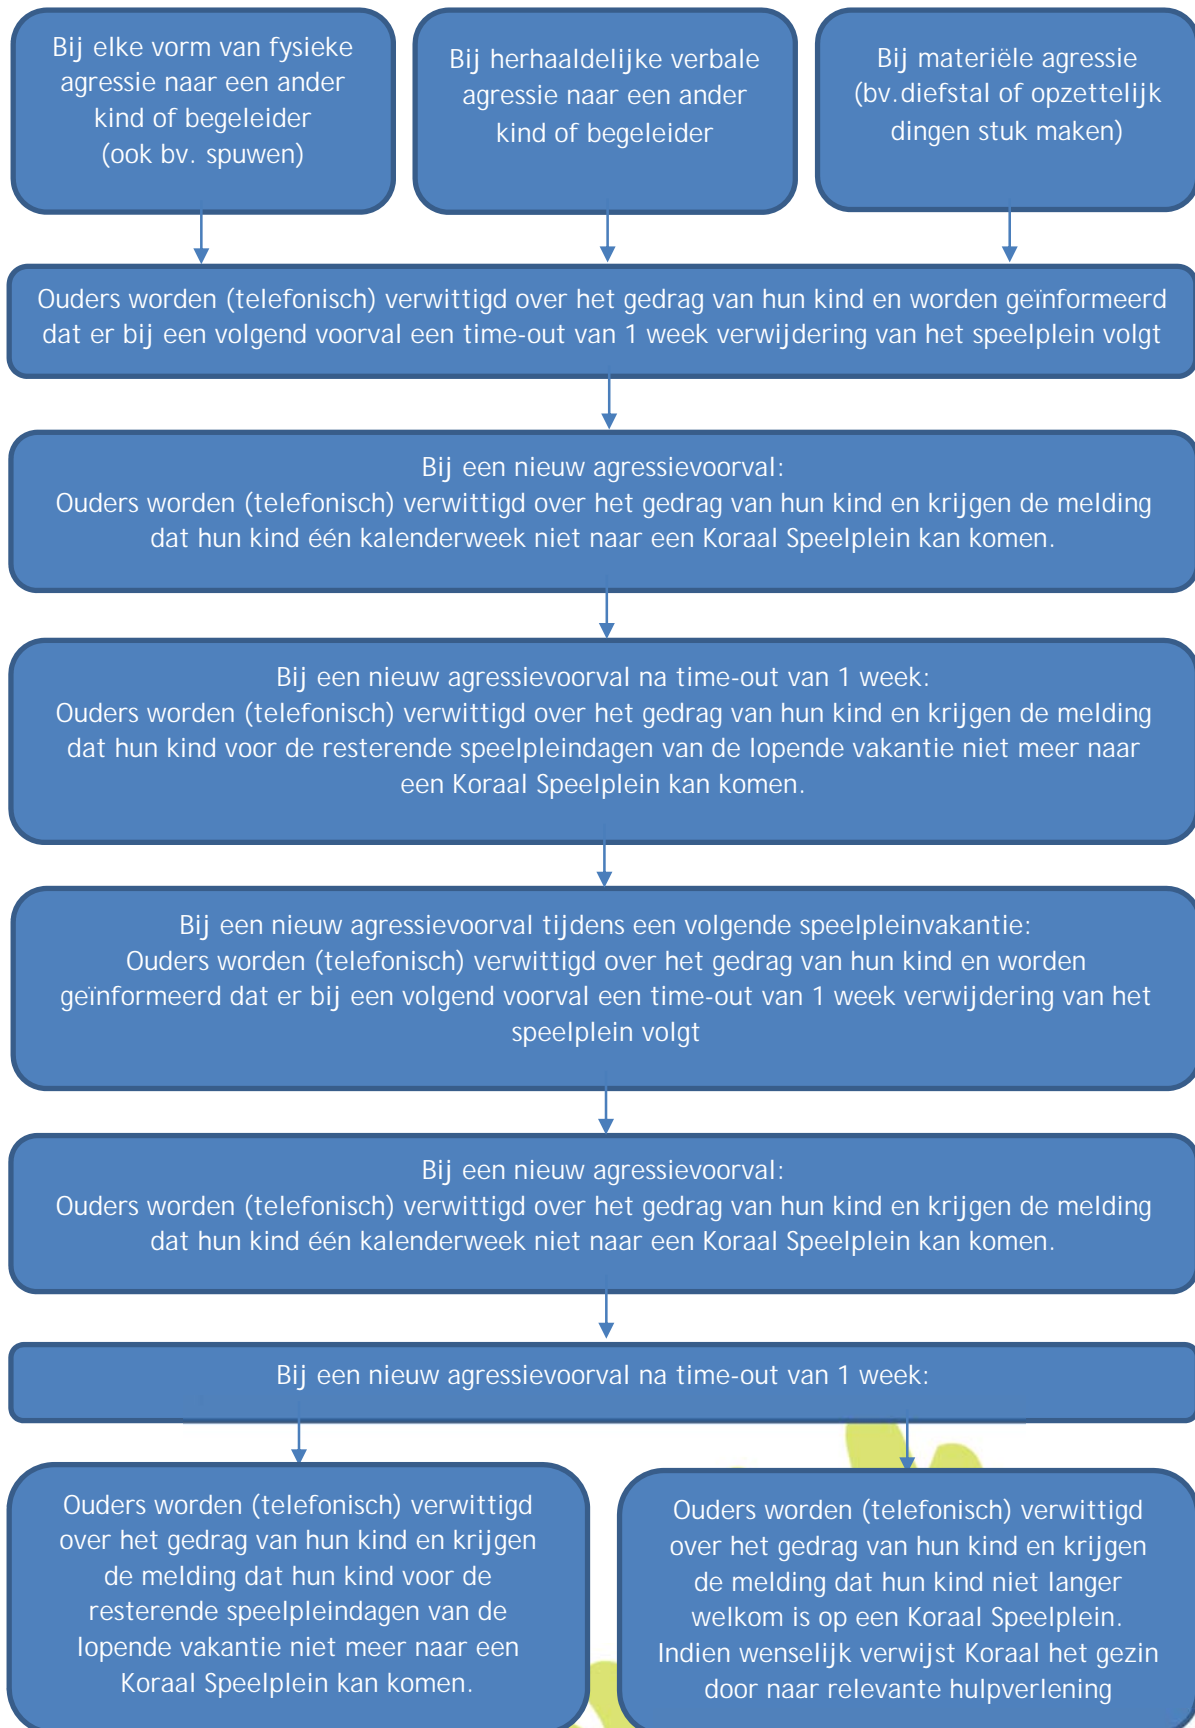 Bij elke vorm van fysieke
agressie naar een ander
kind of begeleider
(ook bv. spuwen)
Bij herhaaldelijke verbale
agressie naar een ander
kind of begeleider
Bij materiële agressie
(bv.diefstal of opzettelijk
dingen stuk maken)
Ouders worden (telefonisch) verwittigd over het gedrag van hun kind en worden geïnformeerd
dat er bij een volgend voorval een time-out van 1 week verwijdering van het speelplein volgt
Bij een nieuw agressievoorval:
Ouders worden (telefonisch) verwittigd over het gedrag van hun kind en krijgen de melding
dat hun kind één kalenderweek niet naar een Koraal Speelplein kan komen.
Bij een nieuw agressievoorval na time-out van 1 week:
Ouders worden (telefonisch) verwittigd over het gedrag van hun kind en krijgen de melding
dat hun kind voor de resterende speelpleindagen van de lopende vakantie niet meer naar
een Koraal Speelplein kan komen.
Bij een nieuw agressievoorval tijdens een volgende speelpleinvakantie:
Ouders worden (telefonisch) verwittigd over het gedrag van hun kind en worden
geïnformeerd dat er bij een volgend voorval een time-out van 1 week verwijdering van het
speelplein volgt
Bij een nieuw agressievoorval:
Ouders worden (telefonisch) verwittigd over het gedrag van hun kind en krijgen de melding
dat hun kind één kalenderweek niet naar een Koraal Speelplein kan komen.
Bij een nieuw agressievoorval na time-out van 1 week:
Ouders worden (telefonisch) verwittigd
over het gedrag van hun kind en krijgen
de melding dat hun kind voor de
resterende speelpleindagen van de
lopende vakantie niet meer naar een
Koraal Speelplein kan komen.
Ouders worden (telefonisch) verwittigd
over het gedrag van hun kind en krijgen
de melding dat hun kind niet langer
welkom is op een Koraal Speelplein.
Indien wenselijk verwijst Koraal het gezin
door naar relevante hulpverlening